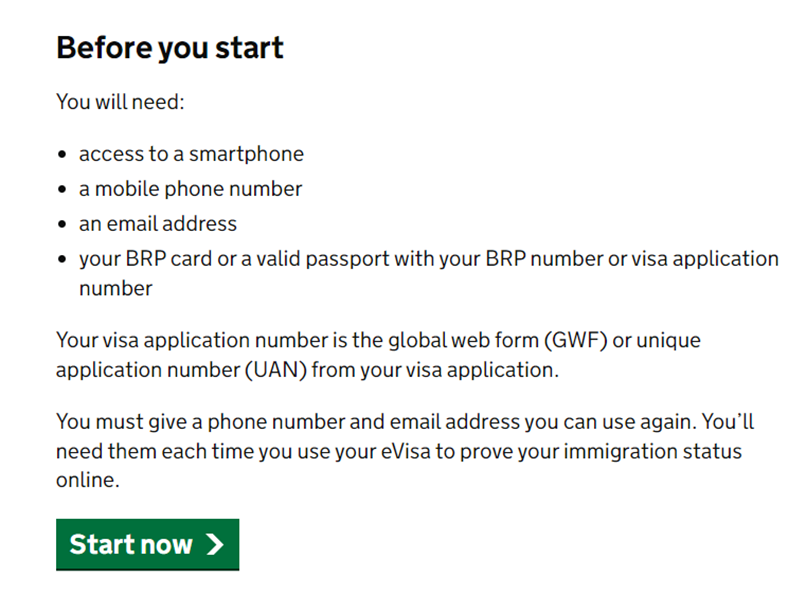 Before you start
You will need:
• access to a smartphone
• a mobile phone number
• an email address
• your BRP card or a valid passport with your BRP number or visa application
number
Your visa application number is the global web form (GWF) or unique
application number (UAN) from your visa application.
You must give a phone number and email address you can use again. You’ll
need them each time you use your eVisa to prove your immigration status
online.
Start now